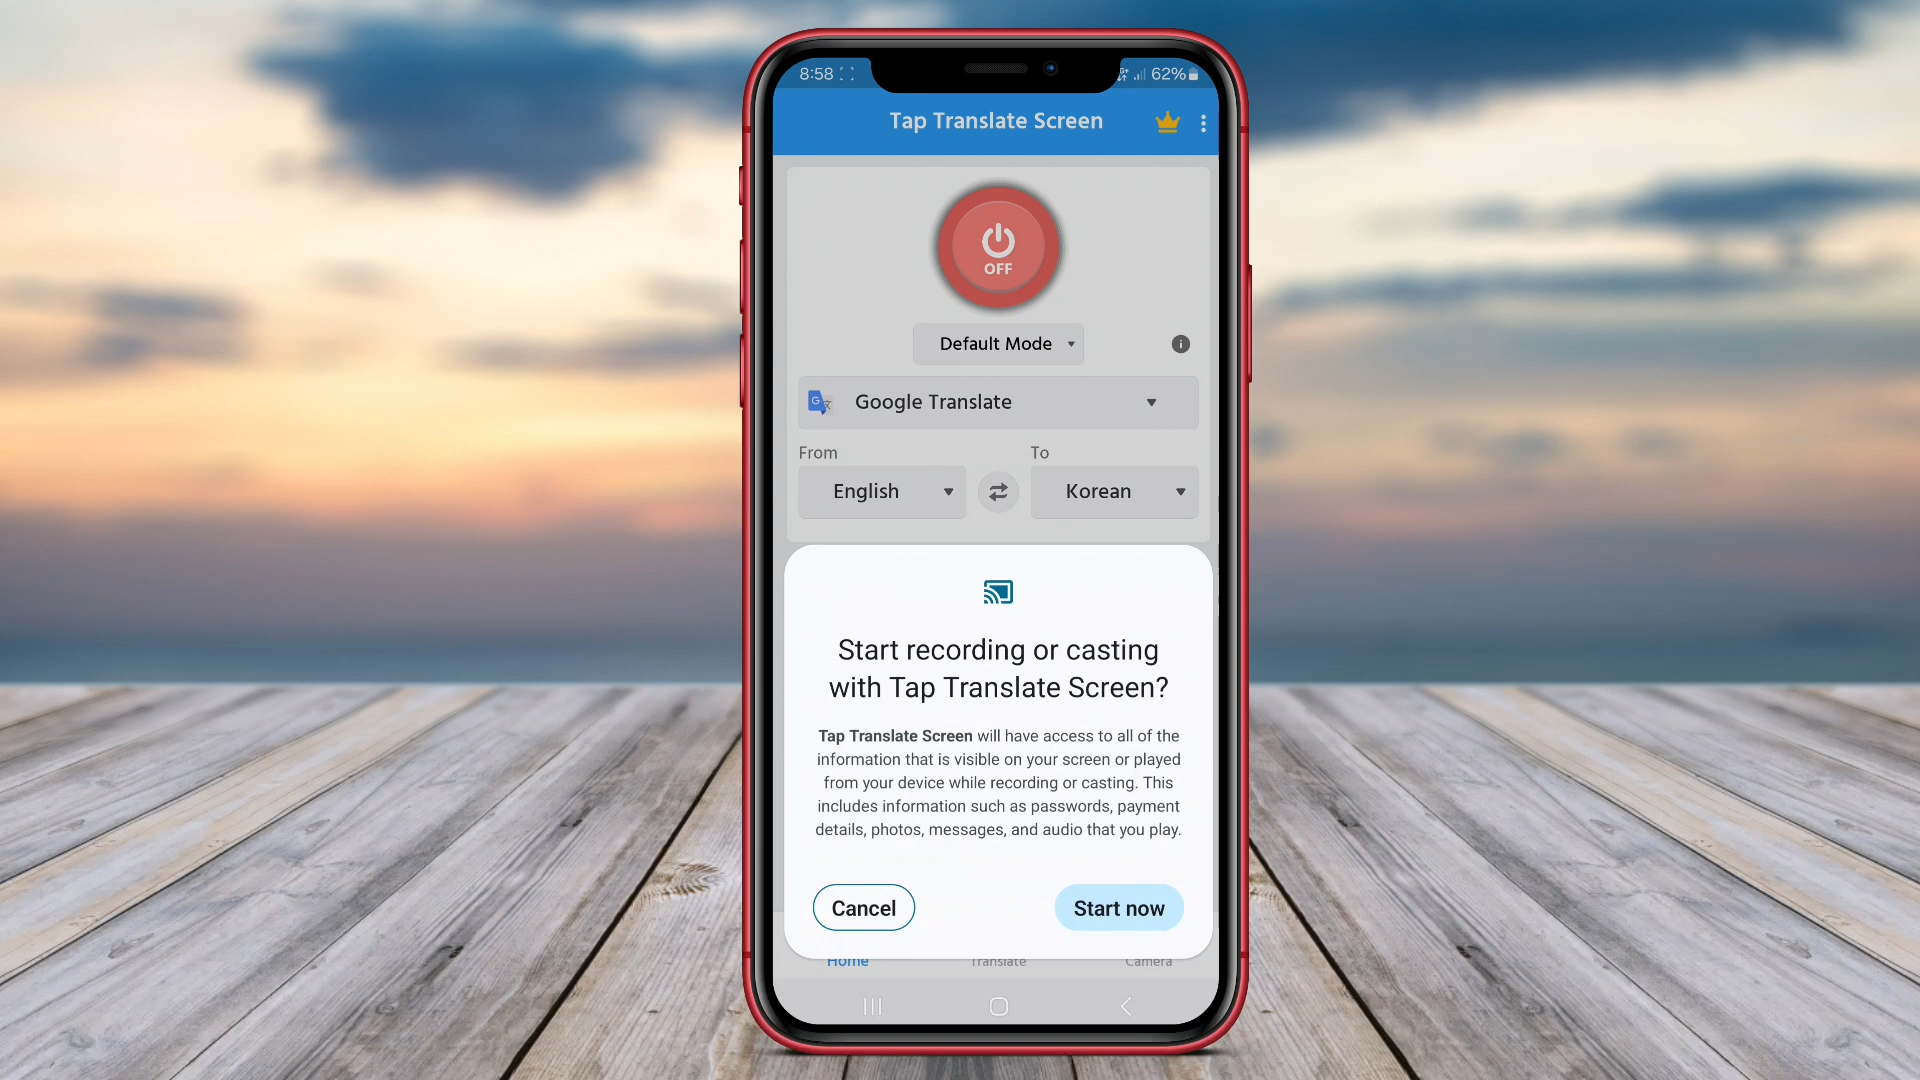 8:58 62%
Tap Translate Screen
OFF
Default Mode
Google Translate
From To
English Korean
Start recording or casting
with Tap Translate Screen?
Tap Translate Screen will have access to all of the
information that is visible on your screen or played
from your device while recording or casting. This
includes information such as passwords, payment
details, photos, messages, and audio that you play.
Cancel Start now
Home Translate Camera